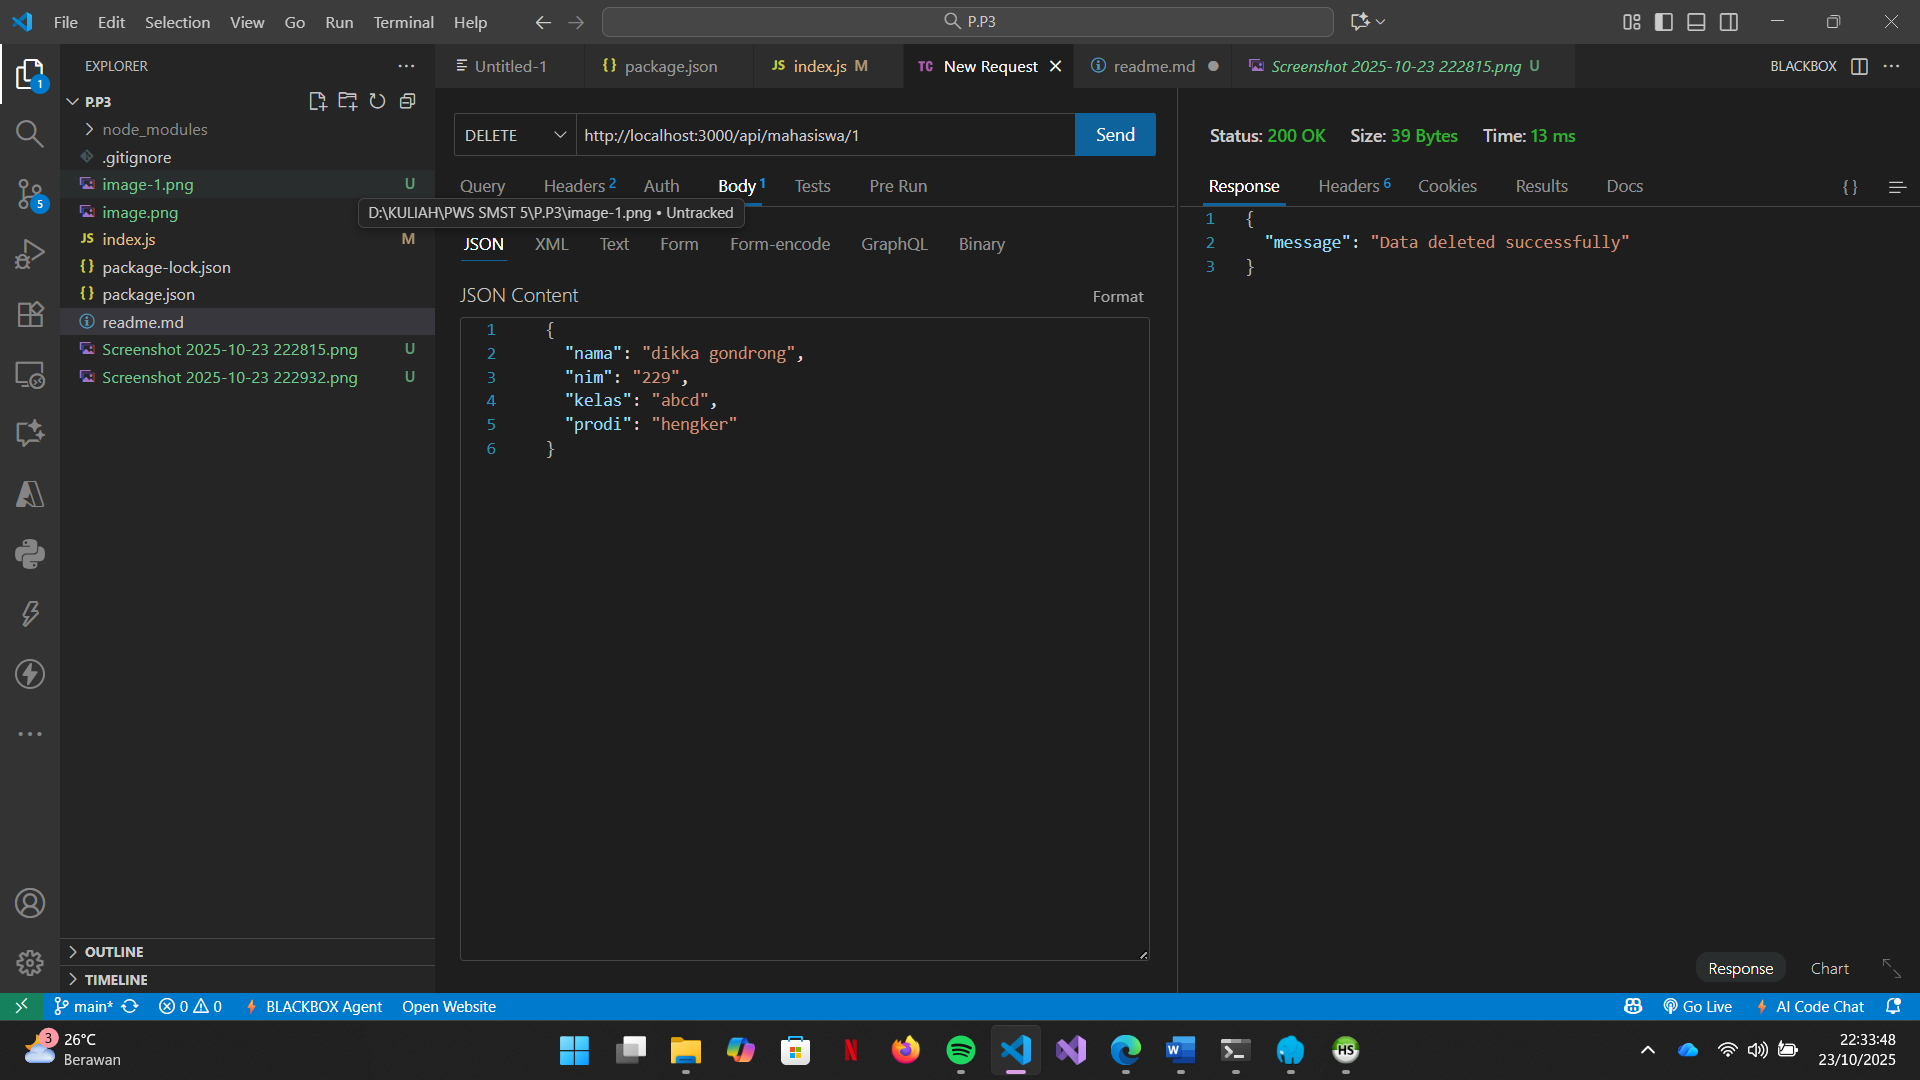 File Edit Selection View Go Run Terminal Help
P.P3
EXPLORER
P.P3
node_modules
.gitignore
image-1.png U
image.png
index.js M
package-lock.json
package.json
readme.md
Screenshot 2025-10-23 222815.png U
Screenshot 2025-10-23 222932.png U
OUTLINE
TIMELINE
1
5
D:\KULIAH\PWS SMST 5\P.P3\image-1.png • Untracked
Untitled-1
{} package.json
JS index.js M
TC New Request
readme.md
Screenshot 2025-10-23 222815.png U
BLACKBOX
DELETE http://localhost:3000/api/mahasiswa/1 Send
Query Headers 2 Auth Body 1 Tests Pre Run
JSON XML Text Form Form-encode GraphQL Binary
JSON Content Format
1 {
2 "nama": "dikka gondrong",
3 "nim": "229",
4 "kelas": "abcd",
5 "prodi": "hengker"
6 }
Status: 200 OK Size: 39 Bytes Time: 13 ms
Response Headers 6 Cookies Results Docs { }
1 {
2 "message": "Data deleted successfully"
3 }
Response Chart
main* 0 0 BLACKBOX Agent Open Website Go Live AI Code Chat
3 26°C
Berawan
HS
22:33:48
23/10/2025